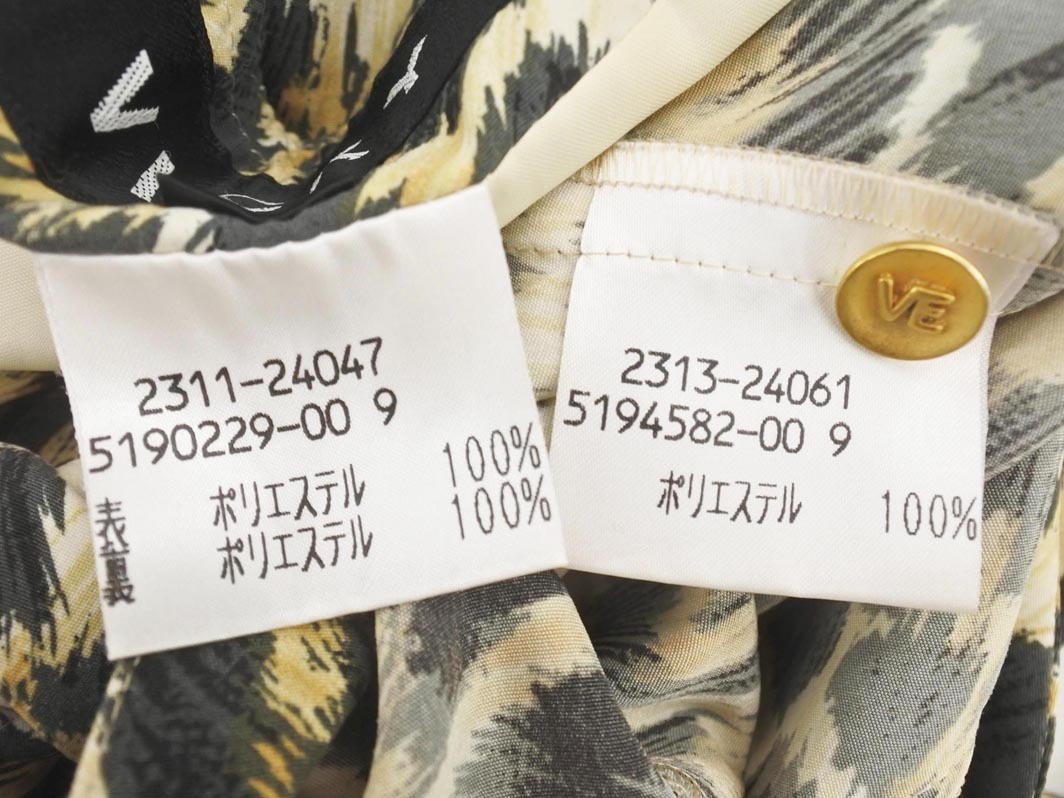 2311-24047
5190229-00 9
表 ポリエステル 100%
裏 ポリエステル 100%
2313-24061
5194582-00 9
ポリエステル 100%
VE